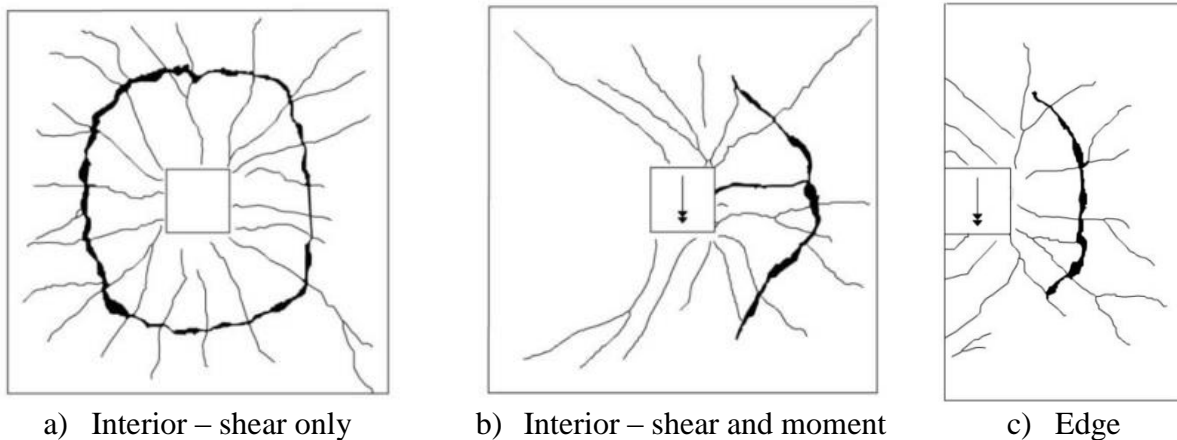 a) Interior – shear only
b) Interior – shear and moment
c) Edge